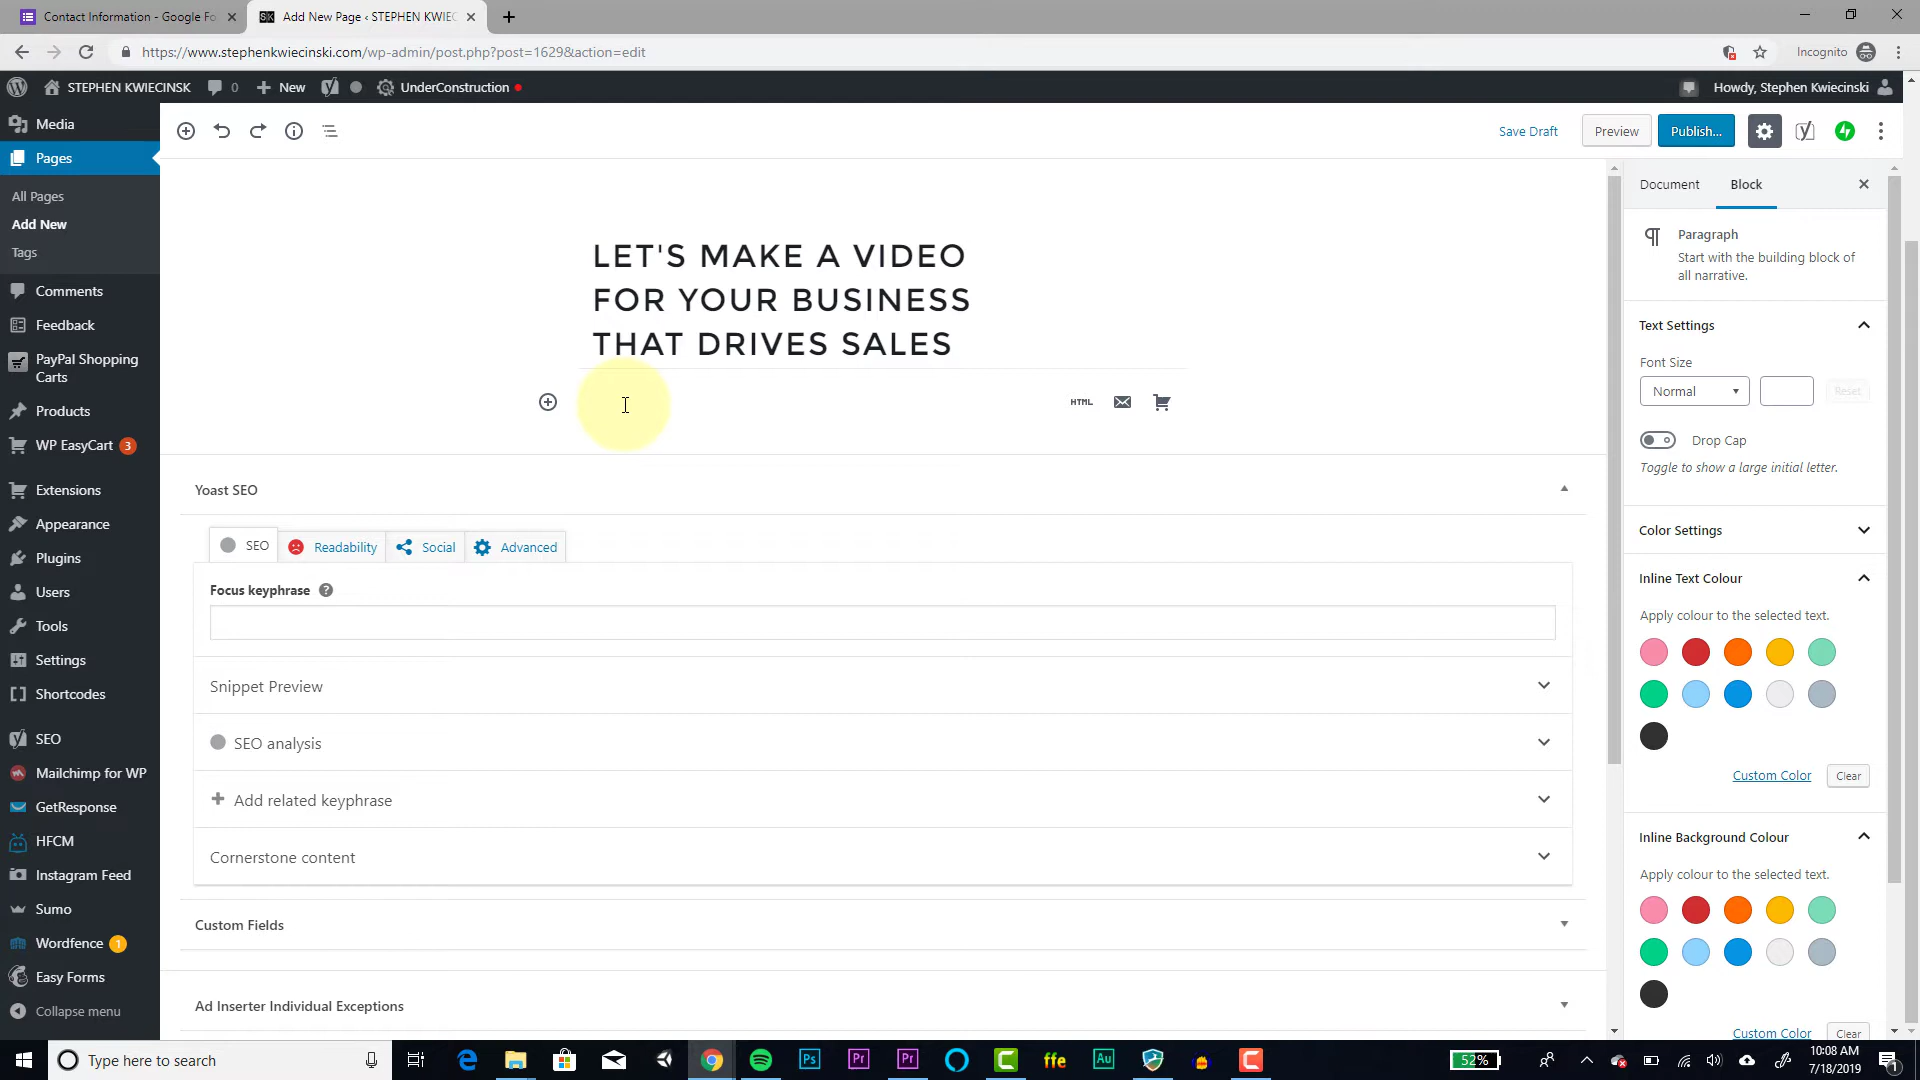 Contact Information - Google Fo
SK
Add New Page ‹ STEPHEN KWIEC
https://www.stephenkwiecinski.com/wp-admin/post.php?post=1629&action=edit
Incognito
STEPHEN KWIECINSK
0
New
UnderConstruction
Howdy, Stephen Kwiecinski
Media
Pages
All Pages
Add New
Tags
Comments
Feedback
PayPal Shopping
Carts
Products
WP EasyCart 3
Extensions
Appearance
Plugins
Users
Tools
Settings
Shortcodes
SEO
Mailchimp for WP
GetResponse
HFCM
Instagram Feed
Sumo
Wordfence 1
Easy Forms
Collapse menu
Save Draft
Preview
Publish...
LET'S MAKE A VIDEO
FOR YOUR BUSINESS
THAT DRIVES SALES
HTML
Yoast SEO
SEO
Readability
Social
Advanced
Focus keyphrase ?
Snippet Preview
SEO analysis
Add related keyphrase
Cornerstone content
Custom Fields
Ad Inserter Individual Exceptions
Document
Block
Paragraph
Start with the building block of
all narrative.
Text Settings
Font Size
Normal
Reset
Drop Cap
Toggle to show a large initial letter.
Color Settings
Inline Text Colour
Apply colour to the selected text.
Custom Color
Clear
Inline Background Colour
Apply colour to the selected text.
Custom Color
Clear
Type here to search
Ps
Pr
Pr
ffe
Au
52%
10:08 AM
7/18/2019
1